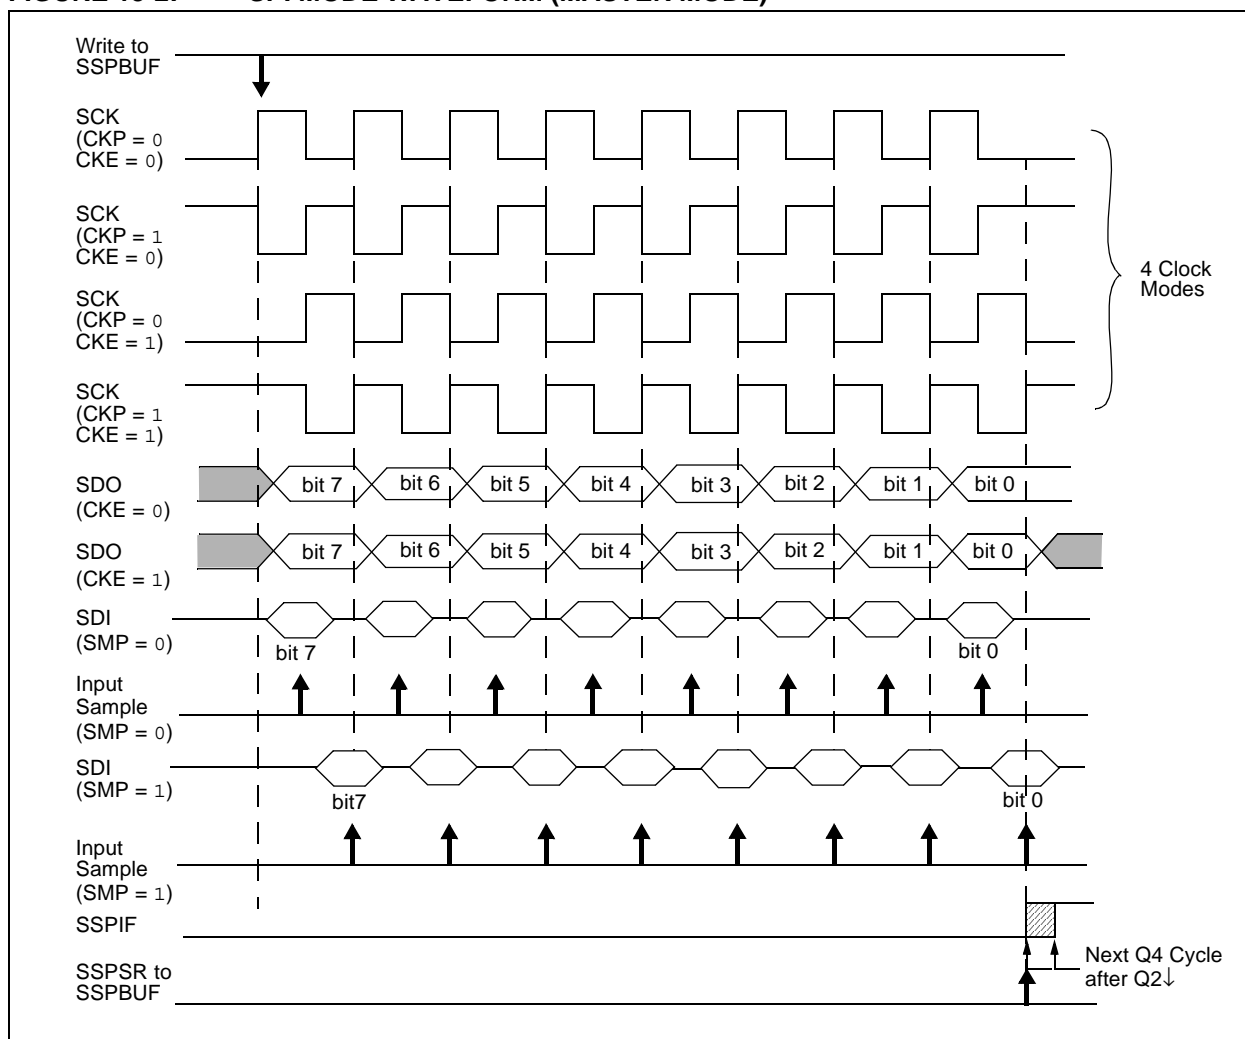 Write to
SSPBUF
SCK
(CKP = 0
CKE = 0)
SCK
(CKP = 1
CKE = 0)
SCK
(CKP = 0
CKE = 1)
SCK
(CKP = 1
CKE = 1)
4 Clock
Modes
SDO
(CKE = 0)
bit 7 bit 6 bit 5 bit 4 bit 3 bit 2 bit 1 bit 0
SDO
(CKE = 1)
bit 7 bit 6 bit 5 bit 4 bit 3 bit 2 bit 1 bit 0
SDI
(SMP = 0)
bit 7 bit 0
Input
Sample
(SMP = 0)
SDI
(SMP = 1)
bit7 bit 0
Input
Sample
(SMP = 1)
SSPIF
SSPSR to
SSPBUF
Next Q4 Cycle
after Q2↓